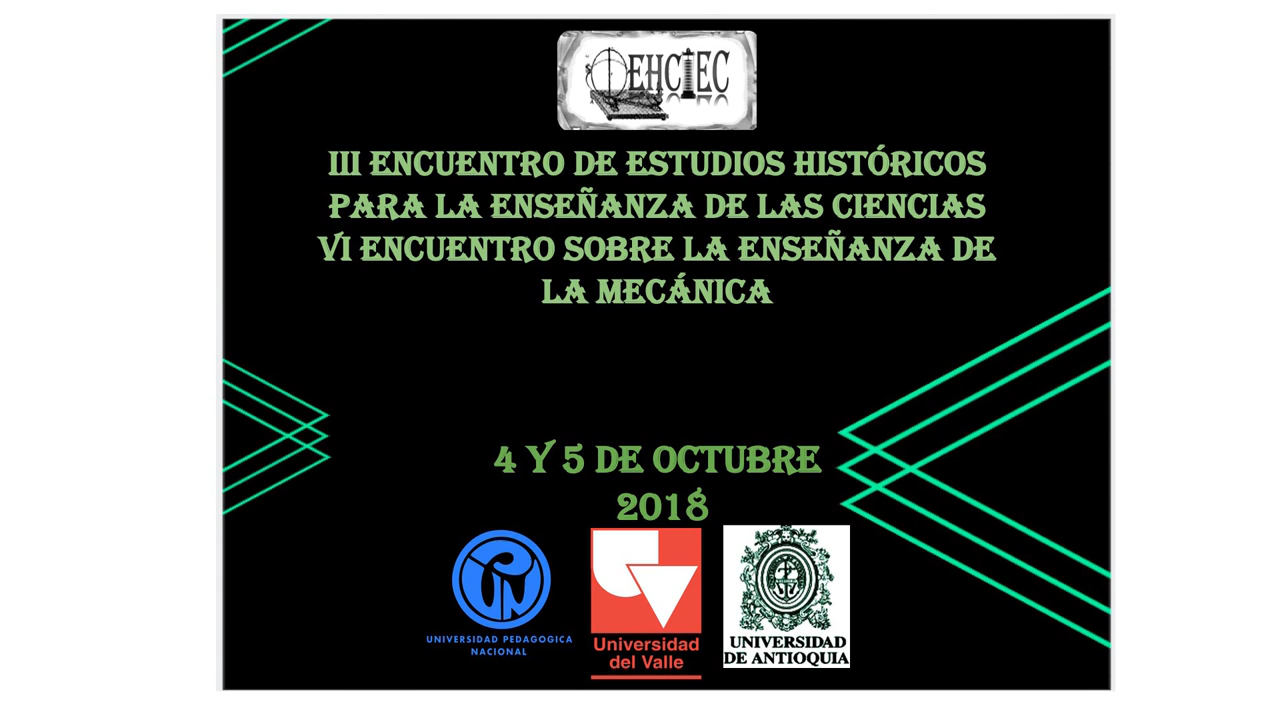 EHCIEC
III ENCUENTRO DE ESTUDIOS HISTÓRICOS
PARA LA ENSEÑANZA DE LAS CIENCIAS
VI ENCUENTRO SOBRE LA ENSEÑANZA DE
LA MECÁNICA
4 Y 5 DE OCTUBRE
2018
UNIVERSIDAD PEDAGOGICA
NACIONAL
Universidad
del Valle
UNIVERSIDAD
DE ANTIOQUIA